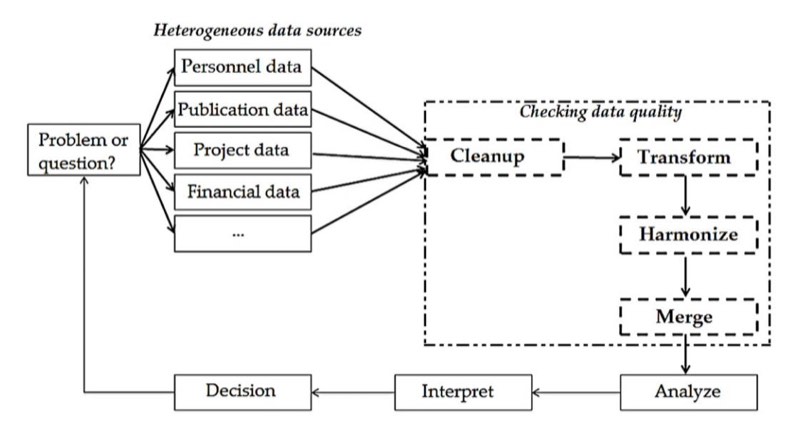 Heterogeneous data sources
Personnel data
Publication data
Project data
Financial data
...
Problem or
question?
Checking data quality
Cleanup
Transform
Harmonize
Merge
Analyze
Interpret
Decision